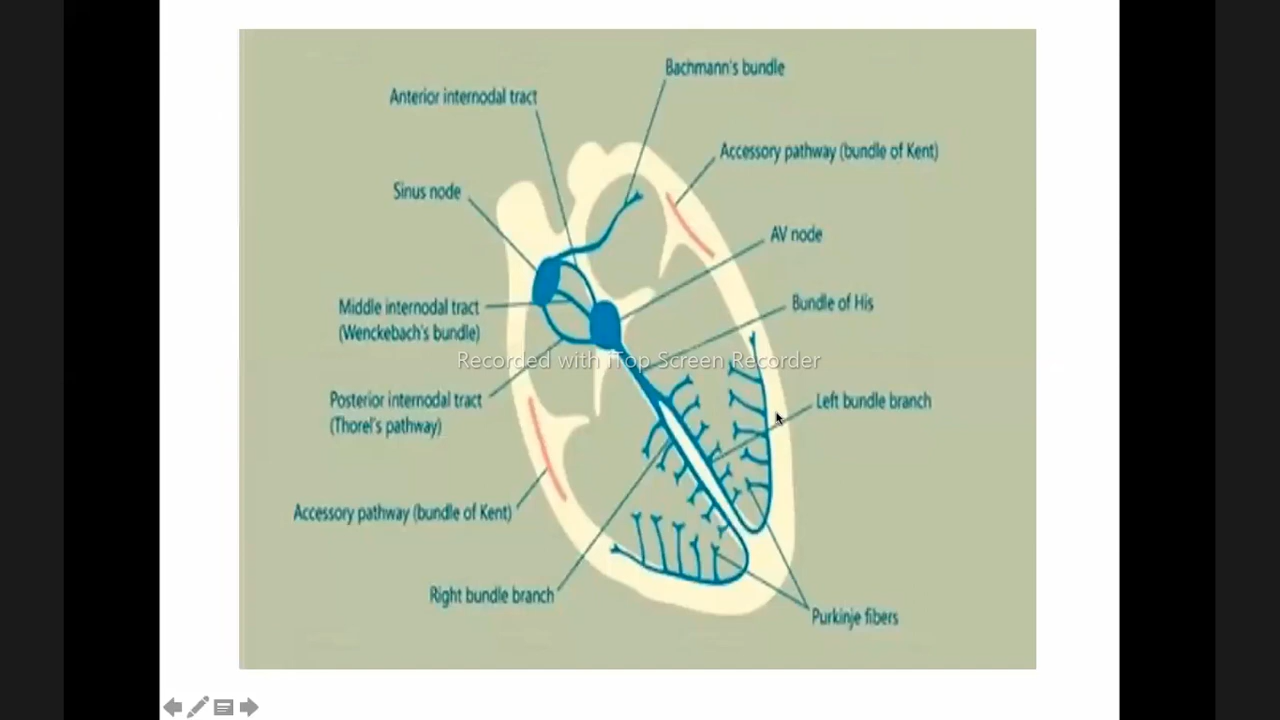 Bachmann's bundle
Anterior internodal tract
Accessory pathway (bundle of Kent)
Sinus node
AV node
Middle internodal tract
(Wenckebach's bundle)
Bundle of His
Recorded with iTop Screen Recorder
Posterior internodal tract
(Thorel's pathway)
Left bundle branch
Accessory pathway (bundle of Kent)
Right bundle branch
Purkinje fibers